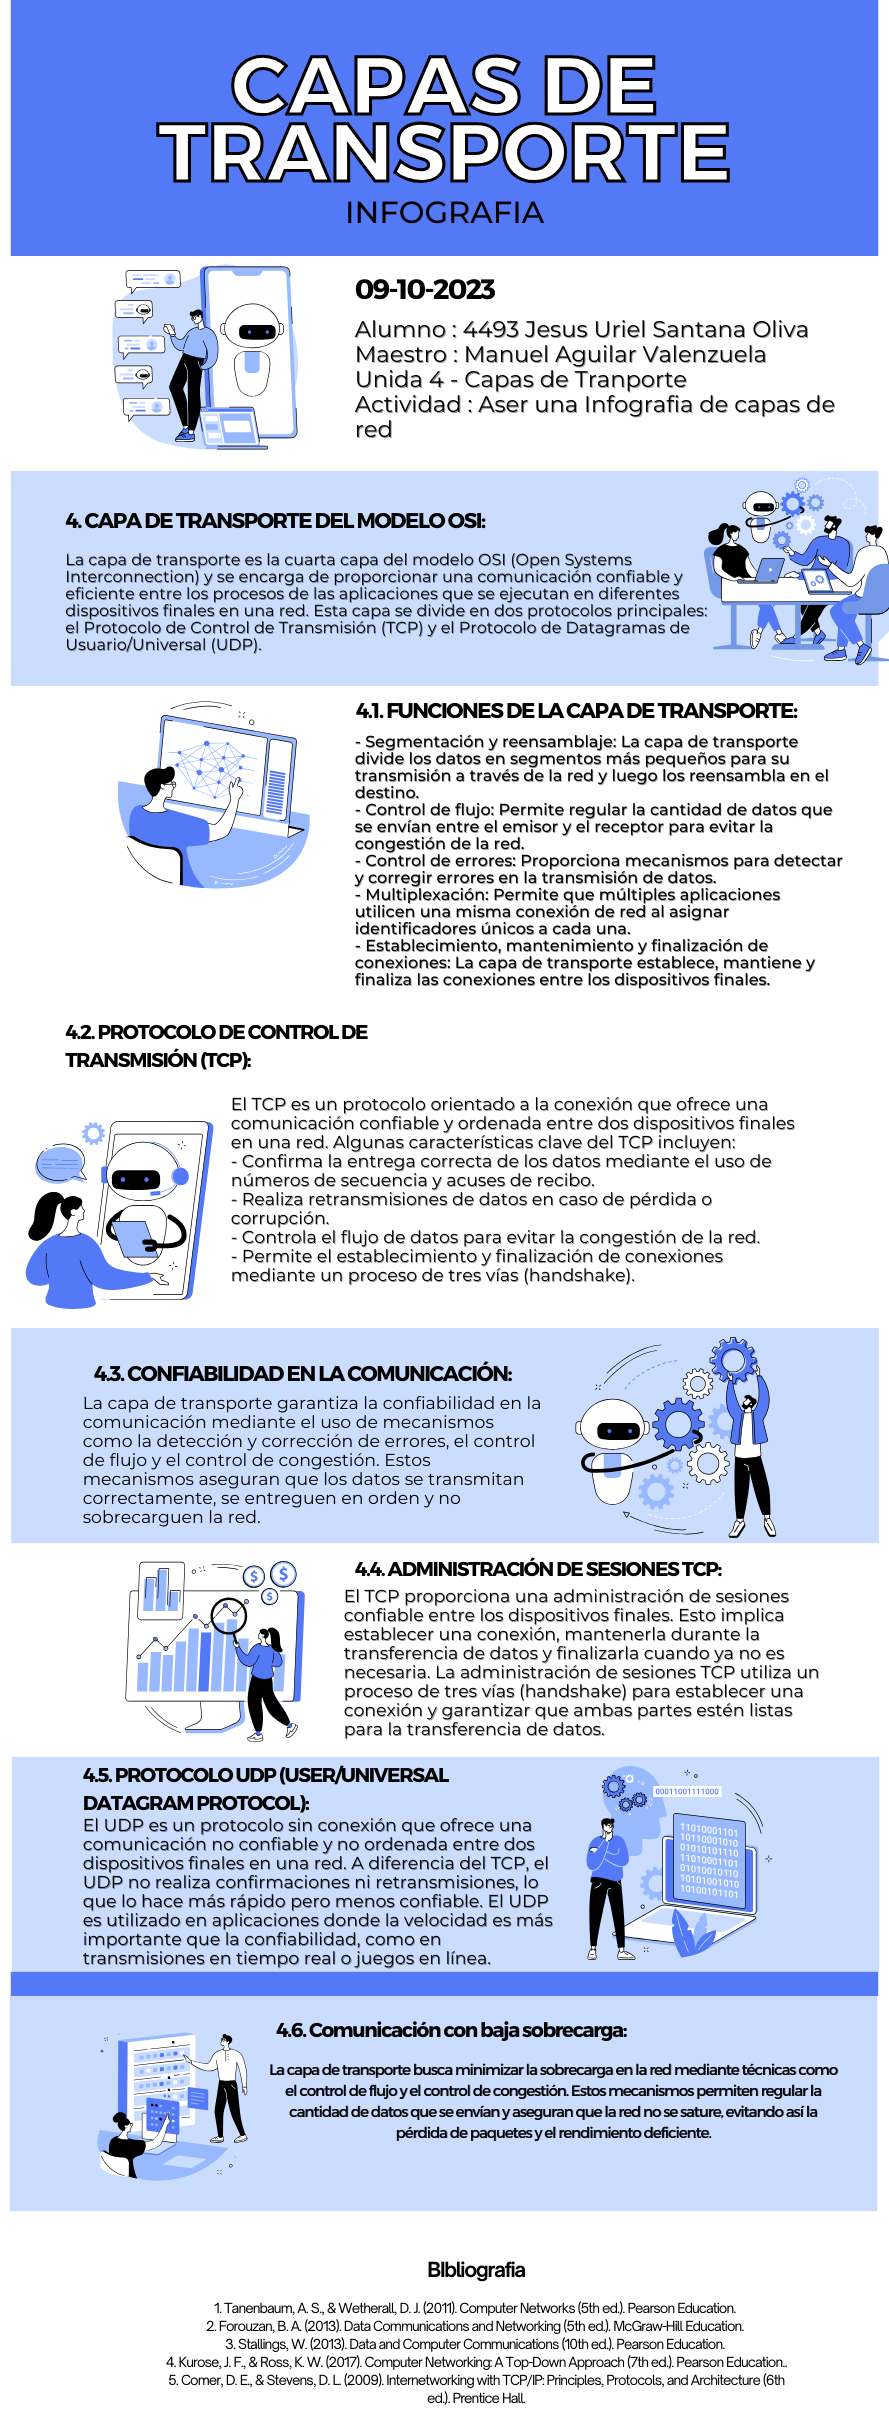 CAPAS DE
TRANSPORTE
INFOGRAFIA
09-10-2023
Alumno : 4493 Jesus Uriel Santana Oliva
Maestro : Manuel Aguilar Valenzuela
Unida 4 - Capas de Tranporte
Actividad : Aser una Infografia de capas de
red
4. CAPA DE TRANSPORTE DEL MODELO OSI:
La capa de transporte es la cuarta capa del modelo OSI (Open Systems
Interconnection) y se encarga de proporcionar una comunicación confiable y
eficiente entre los procesos de las aplicaciones que se ejecutan en diferentes
dispositivos finales en una red. Esta capa se divide en dos protocolos principales:
el Protocolo de Control de Transmisión (TCP) y el Protocolo de Datagramas de
Usuario/Universal (UDP).
4.1. FUNCIONES DE LA CAPA DE TRANSPORTE:
- Segmentación y reensamblaje: La capa de transporte
divide los datos en segmentos más pequeños para su
transmisión a través de la red y luego los reensambla en el
destino.
- Control de flujo: Permite regular la cantidad de datos que
se envían entre el emisor y el receptor para evitar la
congestión de la red.
- Control de errores: Proporciona mecanismos para detectar
y corregir errores en la transmisión de datos.
- Multiplexación: Permite que múltiples aplicaciones
utilicen una misma conexión de red al asignar
identificadores únicos a cada una.
- Establecimiento, mantenimiento y finalización de
conexiones: La capa de transporte establece, mantiene y
finaliza las conexiones entre los dispositivos finales.
4.2. PROTOCOLO DE CONTROL DE
TRANSMISIÓN (TCP):
El TCP es un protocolo orientado a la conexión que ofrece una
comunicación confiable y ordenada entre dos dispositivos finales
en una red. Algunas características clave del TCP incluyen:
- Confirma la entrega correcta de los datos mediante el uso de
números de secuencia y acuses de recibo.
- Realiza retransmisiones de datos en caso de pérdida o
corrupción.
- Controla el flujo de datos para evitar la congestión de la red.
- Permite el establecimiento y finalización de conexiones
mediante un proceso de tres vías (handshake).
4.3. CONFIABILIDAD EN LA COMUNICACIÓN:
La capa de transporte garantiza la confiabilidad en la
comunicación mediante el uso de mecanismos
como la detección y corrección de errores, el control
de flujo y el control de congestión. Estos
mecanismos aseguran que los datos se transmitan
correctamente, se entreguen en orden y no
sobrecarguen la red.
$
$
$
4.4. ADMINISTRACIÓN DE SESIONES TCP:
El TCP proporciona una administración de sesiones
confiable entre los dispositivos finales. Esto implica
establecer una conexión, mantenerla durante la
transferencia de datos y finalizarla cuando ya no es
necesaria. La administración de sesiones TCP utiliza un
proceso de tres vías (handshake) para establecer una
conexión y garantizar que ambas partes estén listas
para la transferencia de datos.
4.5. PROTOCOLO UDP (USER/UNIVERSAL
DATAGRAM PROTOCOL):
El UDP es un protocolo sin conexión que ofrece una
comunicación no confiable y no ordenada entre dos
dispositivos finales en una red. A diferencia del TCP, el
UDP no realiza confirmaciones ni retransmisiones, lo
que lo hace más rápido pero menos confiable. El UDP
es utilizado en aplicaciones donde la velocidad es más
importante que la confiabilidad, como en
transmisiones en tiempo real o juegos en línea.
00011001111000
11010001101
10110001010
01010101110
11010001101
01010010110
10101001010
10100101101
4.6. Comunicación con baja sobrecarga:
La capa de transporte busca minimizar la sobrecarga en la red mediante técnicas como
el control de flujo y el control de congestión. Estos mecanismos permiten regular la
cantidad de datos que se envían y aseguran que la red no se sature, evitando así la
pérdida de paquetes y el rendimiento deficiente.
BIbliografia
1. Tanenbaum, A. S., & Wetherall, D. J. (2011). Computer Networks (5th ed.). Pearson Education.
2. Forouzan, B. A. (2013). Data Communications and Networking (5th ed.). McGraw-Hill Education.
3. Stallings, W. (2013). Data and Computer Communications (10th ed.). Pearson Education.
4. Kurose, J. F., & Ross, K. W. (2017). Computer Networking: A Top-Down Approach (7th ed.). Pearson Education..
5. Comer, D. E., & Stevens, D. L. (2009). Internetworking with TCP/IP: Principles, Protocols, and Architecture (6th
ed.). Prentice Hall.